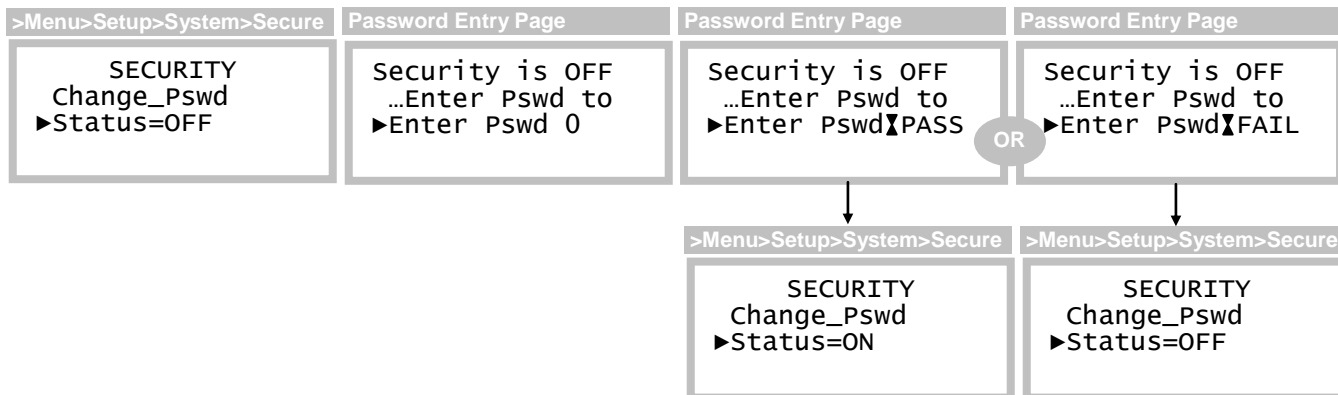 >Menu>Setup>System>Secure
SECURITY
Change_Pswd
►Status=OFF
Password Entry Page
Security is OFF
…Enter Pswd to
►Enter Pswd 0
Password Entry Page
Security is OFF
…Enter Pswd to
►Enter Pswd⧗PASS
OR
Password Entry Page
Security is OFF
…Enter Pswd to
►Enter Pswd⧗FAIL
>Menu>Setup>System>Secure
SECURITY
Change_Pswd
►Status=ON
>Menu>Setup>System>Secure
SECURITY
Change_Pswd
►Status=OFF